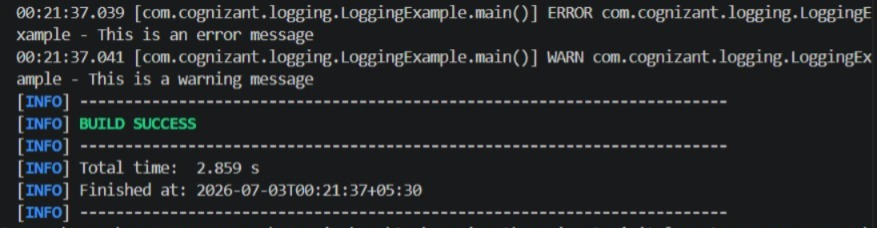 00:21:37.039 [com.cognizant.logging.LoggingExample.main()] ERROR com.cognizant.logging.LoggingE
xample - This is an error message
00:21:37.041 [com.cognizant.logging.LoggingExample.main()] WARN com.cognizant.logging.LoggingEx
ample - This is a warning message
[INFO] ------------------------------------------------------------------------
[INFO] BUILD SUCCESS
[INFO] ------------------------------------------------------------------------
[INFO] Total time:  2.859 s
[INFO] Finished at: 2026-07-03T00:21:37+05:30
[INFO] ------------------------------------------------------------------------